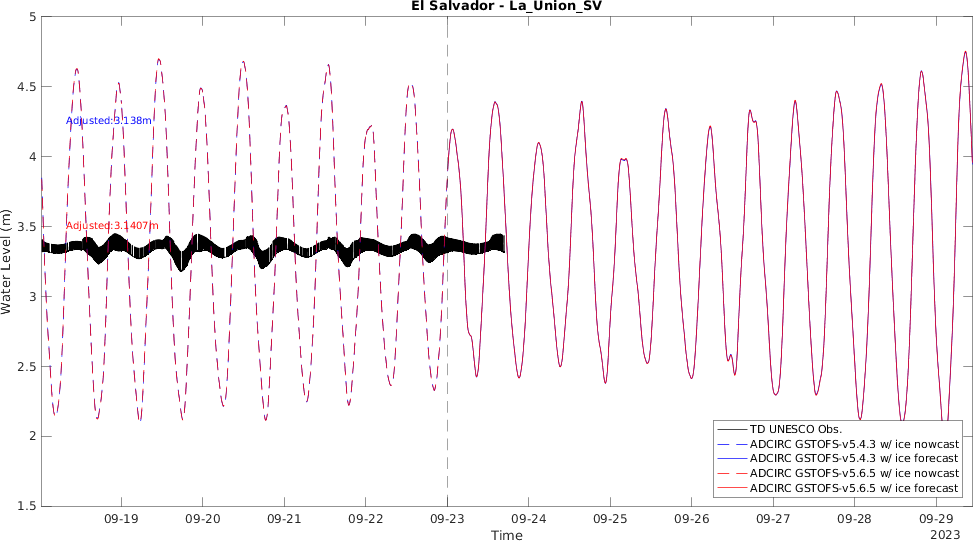 El Salvador - La_Union_SV
5
4.5
4
3.5
3
2.5
2
1.5
Water Level (m)
Adjusted:3.138m
Adjusted:3.1407m
TD UNESCO Obs.
ADCIRC GSTOFS-v5.4.3 w/ ice nowcast
ADCIRC GSTOFS-v5.4.3 w/ ice forecast
ADCIRC GSTOFS-v5.6.5 w/ ice nowcast
ADCIRC GSTOFS-v5.6.5 w/ ice forecast
09-19 09-20 09-21 09-22 09-23 09-24 09-25 09-26 09-27 09-28 09-29
2023
Time